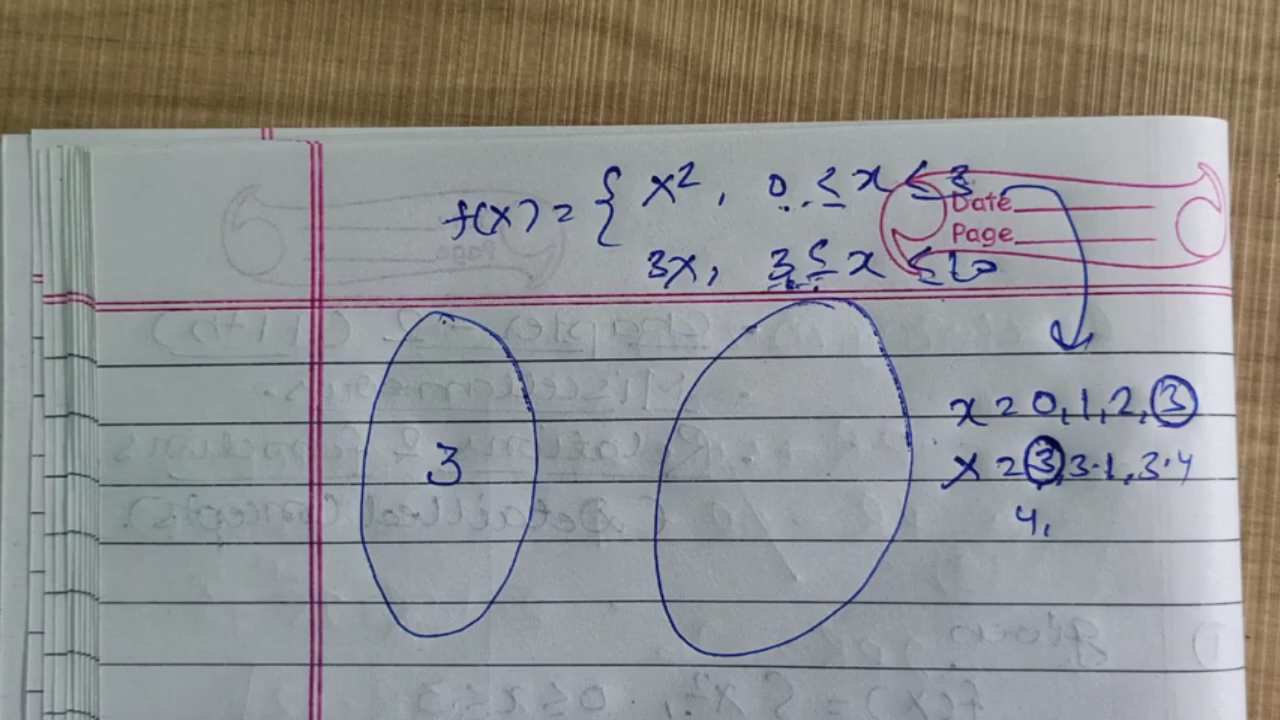 f(x) = { x², 0 ≤ x ≤ 3
3x, 3 ≤ x ≤ 10
Date
Page
x = 0, 1, 2, 3
3
x = 3, 3.1, 3.4
4,